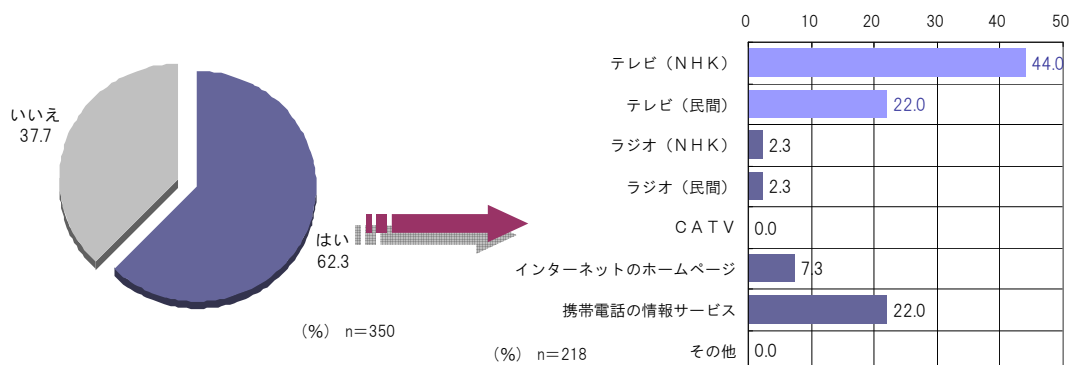 いいえ
37.7
はい
62.3
(%) n=350
0 10 20 30 40 50
テレビ(NHK) 44.0
テレビ(民間) 22.0
ラジオ(NHK) 2.3
ラジオ(民間) 2.3
CATV 0.0
インターネットのホームページ 7.3
携帯電話の情報サービス 22.0
その他 0.0
(%) n=218